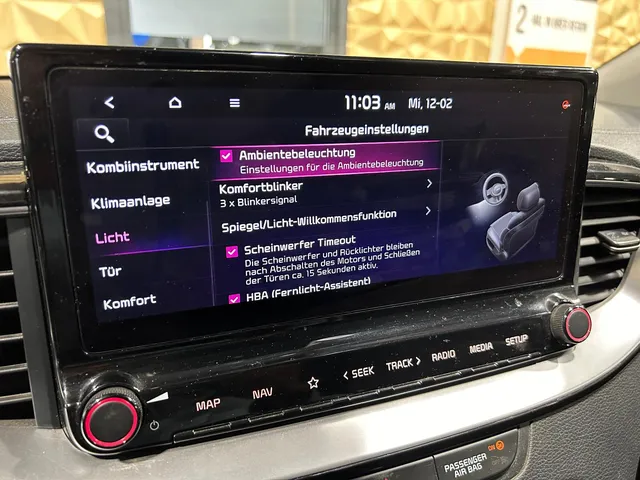 11:03 AM Mi, 12-02
Fahrzeugeinstellungen
Kombiinstrument
Klimaanlage
Licht
Tür
Komfort
Ambientebeleuchtung
Einstellungen für die Ambientebeleuchtung
Komfortblinker
3 x Blinkersignal
Spiegel/Licht-Willkommensfunktion
Scheinwerfer Timeout
Die Scheinwerfer und Rücklichter bleiben
nach Abschalten des Motors und Schließen
der Türen ca. 15 Sekunden aktiv.
HBA (Fernlicht-Assistent)
MAP NAV < SEEK TRACK > RADIO MEDIA SETUP
PASSENGER
AIR BAG
ON
2